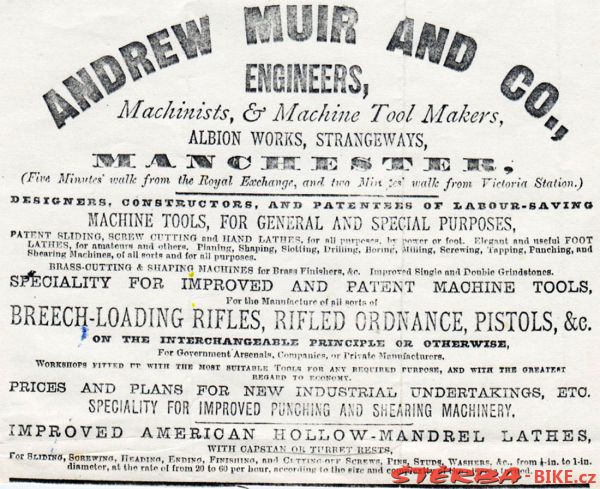 ANDREW MUIR AND CO.,
ENGINEERS,
Machinists, & Machine Tool Makers,
ALBION WORKS, STRANGEWAYS,
MANCHESTER,
(Five Minutes' walk from the Royal Exchange, and two Min es' walk from Victoria Station.)
DESIGNERS, CONSTRUCTORS, AND PATENTEES OF LABOUR-SAVING
MACHINE TOOLS, FOR GENERAL AND SPECIAL PURPOSES,
PATENT SLIDING, SCREW CUTTING and HAND LATHES, for all purposes, by power or foot. Elegant and useful FOOT
LATHES, for amateurs and others. Planing, Shaping, Slotting, Drilling, Boring, Milling, Screwing, Tapping, Punching, and
Shearing Machines, of all sorts and for all purposes.
BRASS-CUTTING & SHAPING MACHINES for Brass Finishers, &c. Improved Single and Double Grindstones.
SPECIALITY FOR IMPROVED AND PATENT MACHINE TOOLS,
For the Manufacture of all sorts of
BREECH-LOADING RIFLES, RIFLED ORDNANCE, PISTOLS, &c.
ON THE INTERCHANGEABLE PRINCIPLE OR OTHERWISE,
For Government Arsenals, Companies, or Private Manufacturers.
WORKSHOPS FITTED UP WITH THE MOST SUITABLE TOOLS FOR ANY REQUIRED PURPOSE, AND WITH THE GREATEST
REGARD TO ECONOMY.
PRICES AND PLANS FOR NEW INDUSTRIAL UNDERTAKINGS, ETC.
SPECIALITY FOR IMPROVED PUNCHING AND SHEARING MACHINERY.
IMPROVED AMERICAN HOLLOW-MANDREL LATHES,
WITH CAPSTAN OR TURRET RESTS,
For SLIDING, SCREWING, HEADING, ENDING, FINISHING, and CUTTING-OFF SCREWS, PINS, STUDS, WASHERS, &c., from -in. to 1-in.
diameter, at the rate of from 20 to 60 per hour, according to the size and
STERBA-BIKE.cz